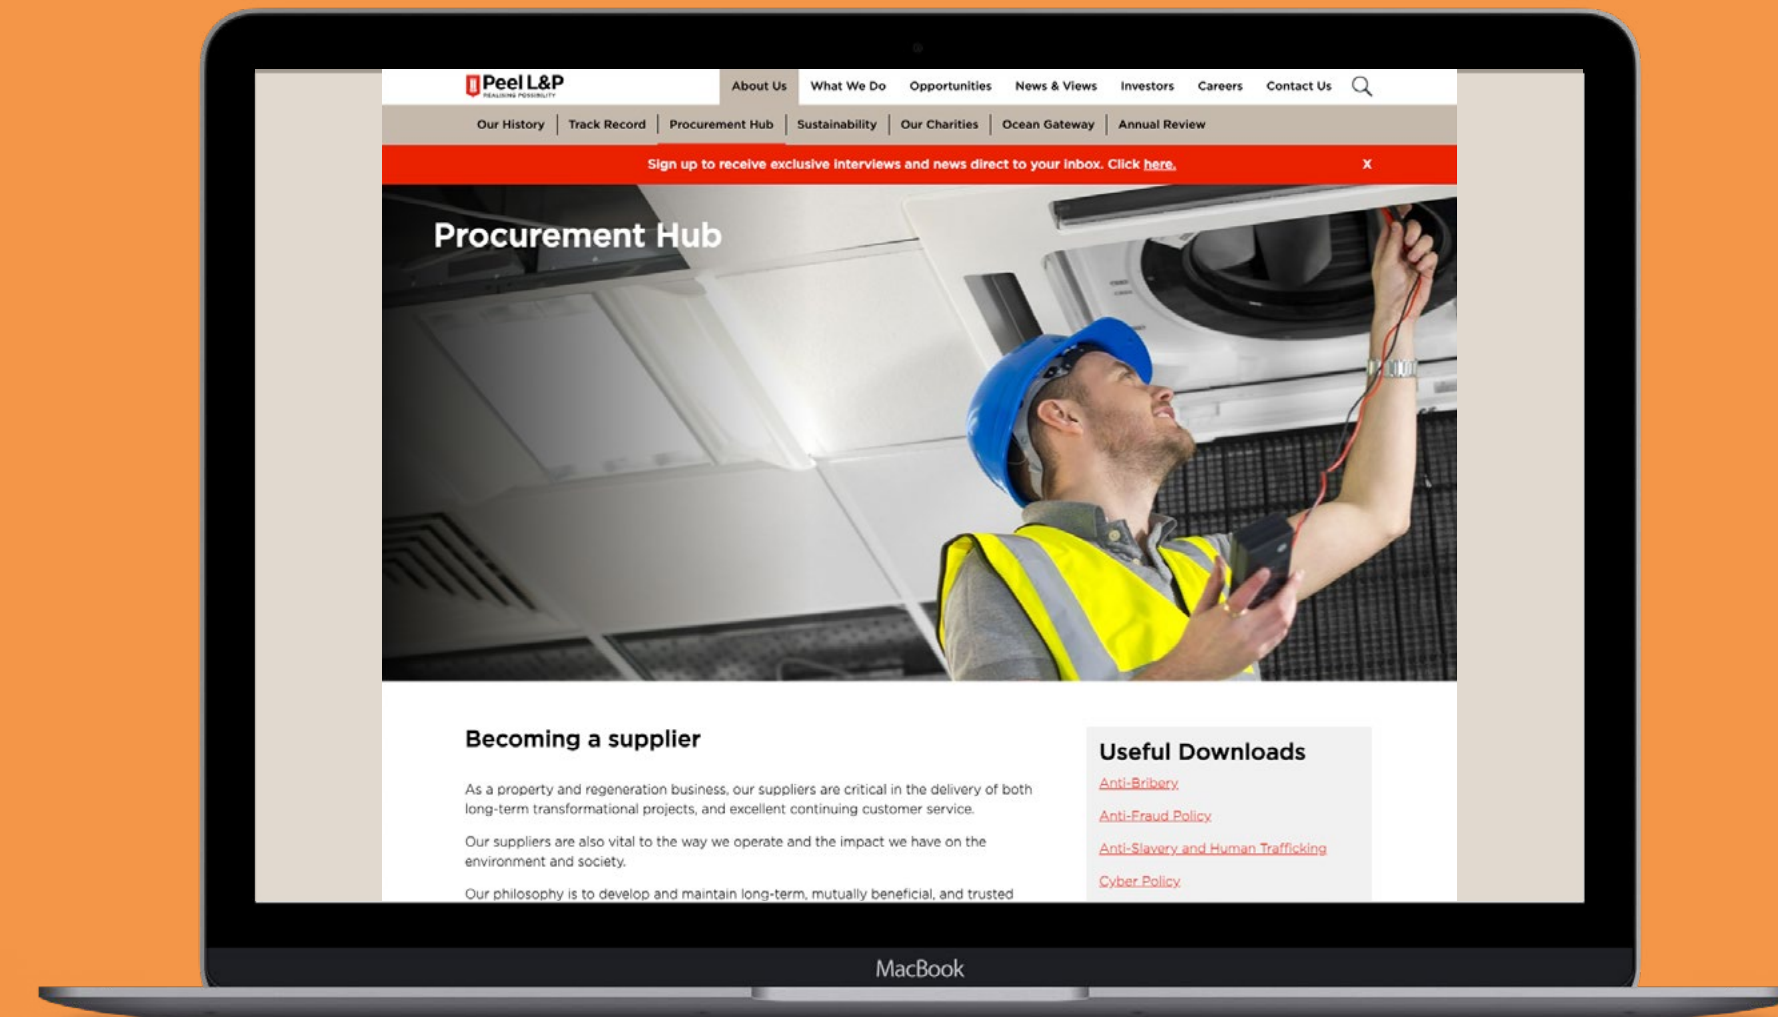 Peel L&P
REALISING POSSIBILITY
About Us What We Do Opportunities News & Views Investors Careers Contact Us
Our History Track Record Procurement Hub Sustainability Our Charities Ocean Gateway Annual Review
Sign up to receive exclusive interviews and news direct to your inbox. Click here. X
Procurement Hub
Becoming a supplier
As a property and regeneration business, our suppliers are critical in the delivery of both
long-term transformational projects, and excellent continuing customer service.
Our suppliers are also vital to the way we operate and the impact we have on the
environment and society.
Our philosophy is to develop and maintain long-term, mutually beneficial, and trusted
Useful Downloads
Anti-Bribery
Anti-Fraud Policy
Anti-Slavery and Human Trafficking
Cyber Policy
MacBook